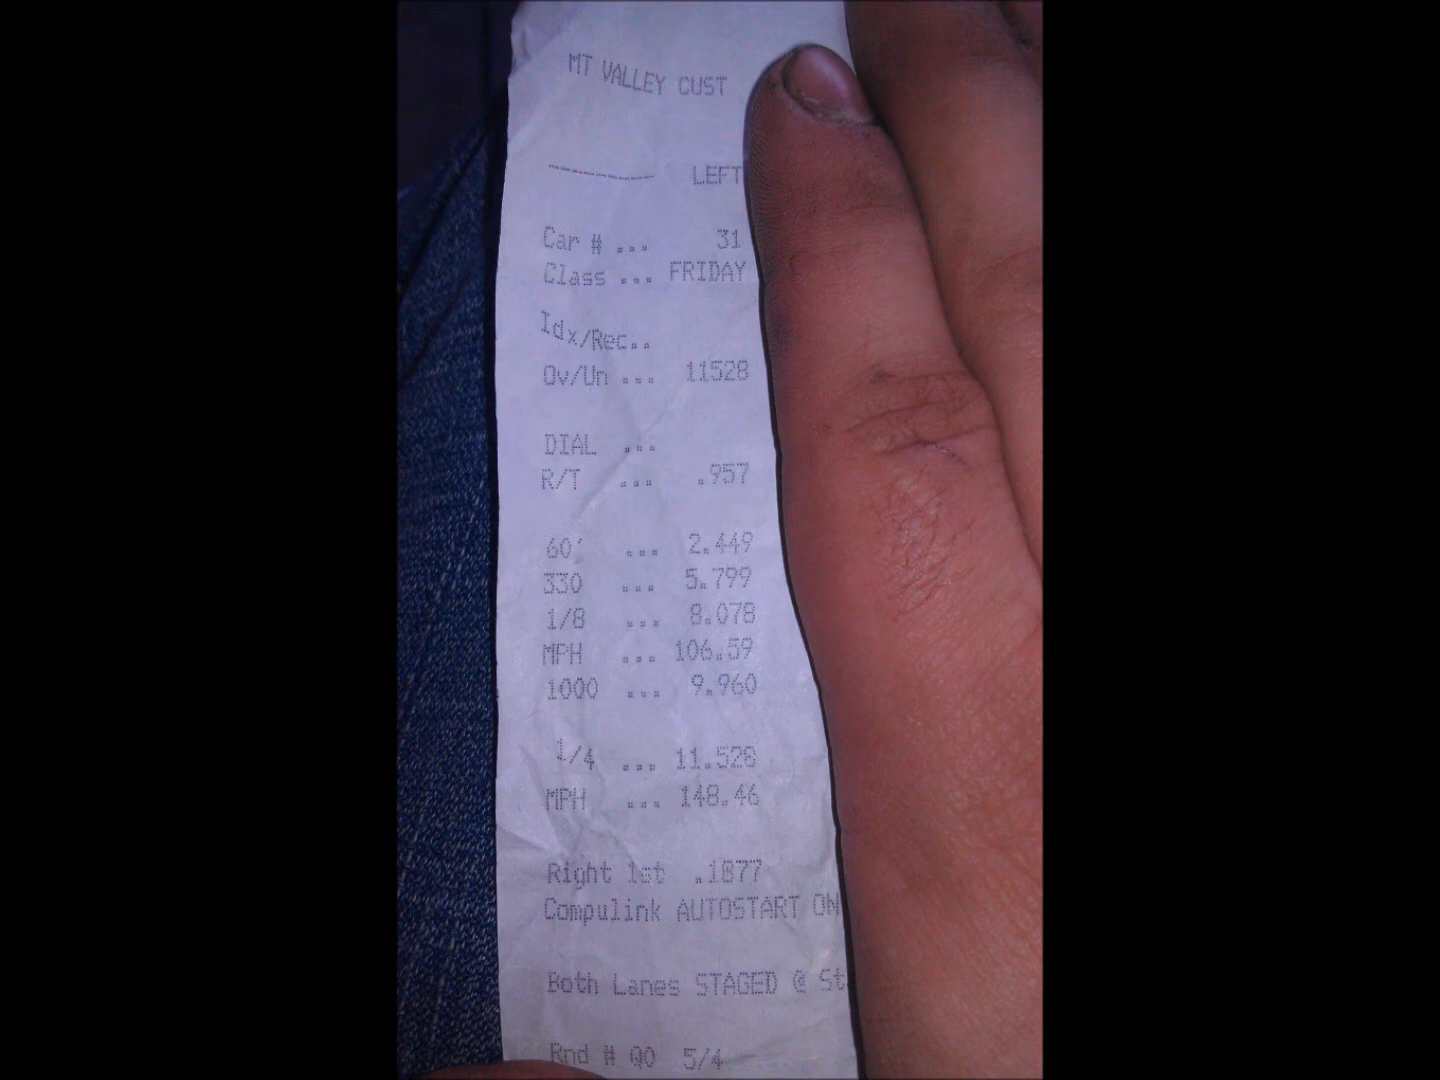 MT VALLEY CUST
--------- LEFT
Car # ... 31
Class ... FRIDAY
Idx/Rec..
Ov/Un ... 11528
DIAL ...
R/T ... .957
60' ... 2.449
330 ... 5.799
1/8 ... 8.078
MPH ... 106.59
1000 ... 9.960
1/4 ... 11.528
MPH ... 148.46
Right 1st .1877
Compulink AUTOSTART ON
Both Lanes STAGED @
Rnd # Q0 5/4